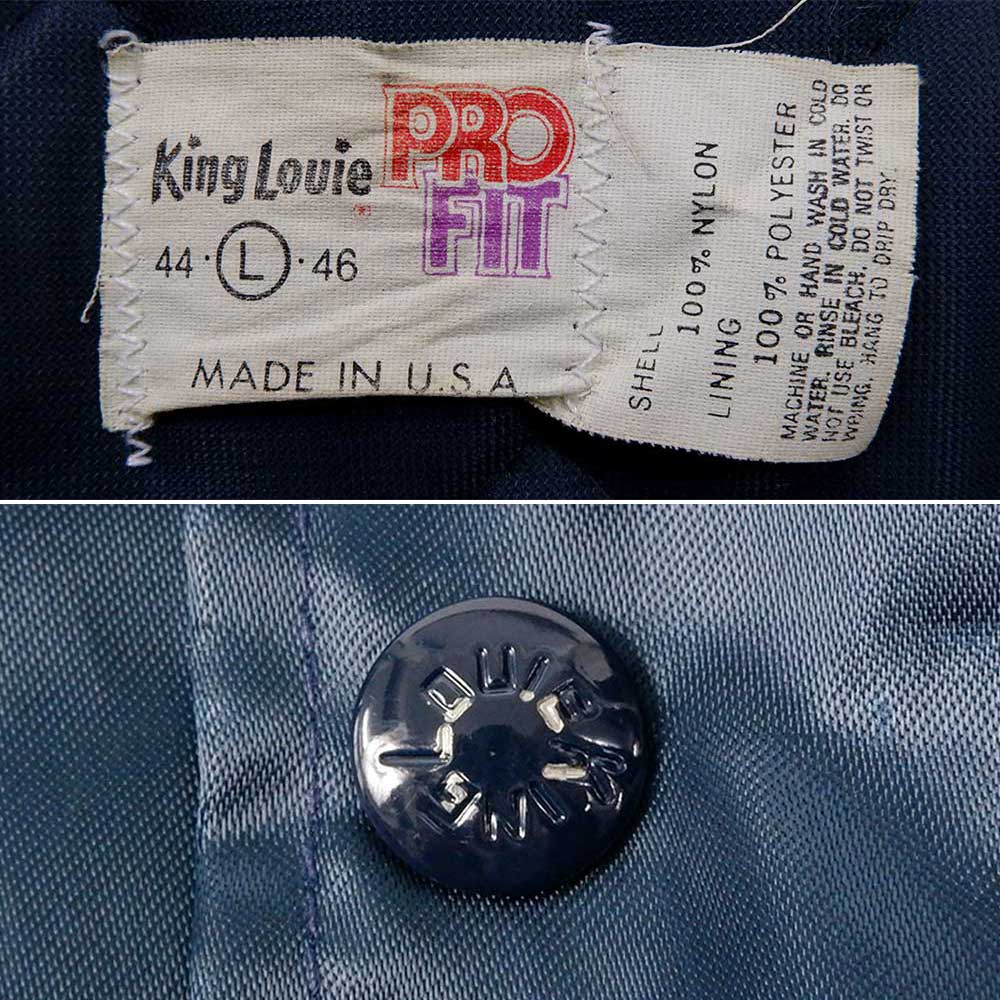 King Louie
PRO
FIT
®
44 · L · 46
MADE IN U.S.A
SHELL
100% NYLON
LINING
100% POLYESTER
MACHINE OR HAND WASH IN COLD
WATER. RINSE IN COLD WATER. DO
NOT USE BLEACH. DO NOT TWIST OR
WRING. HANG TO DRIP DRY.
KING LOUIE